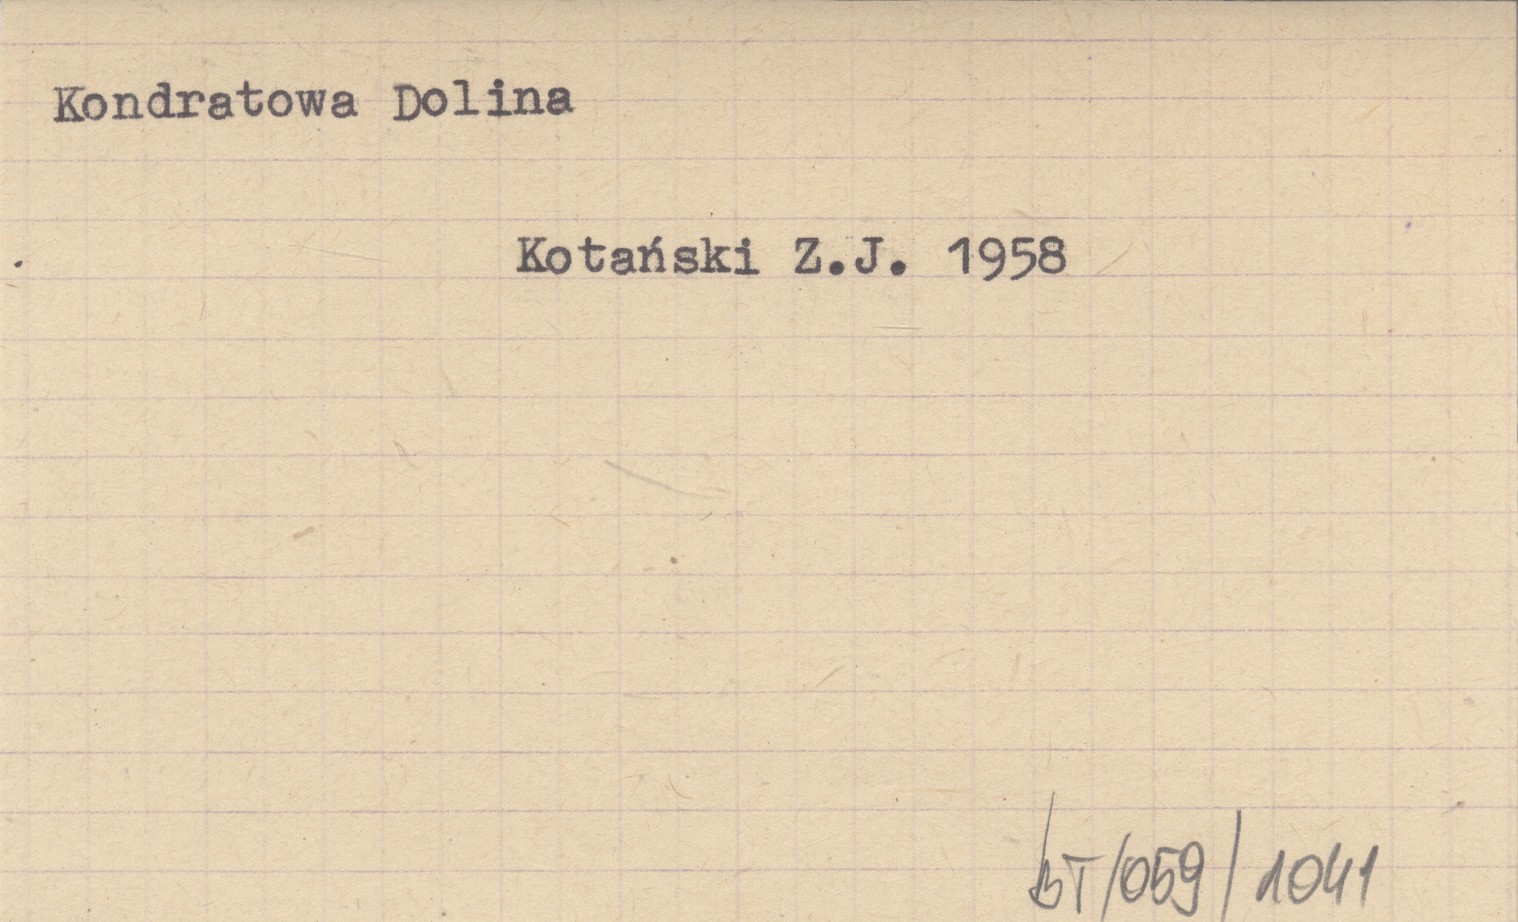 Kondratowa Dolina
Kotański Z.J. 1958
BT/059/1041